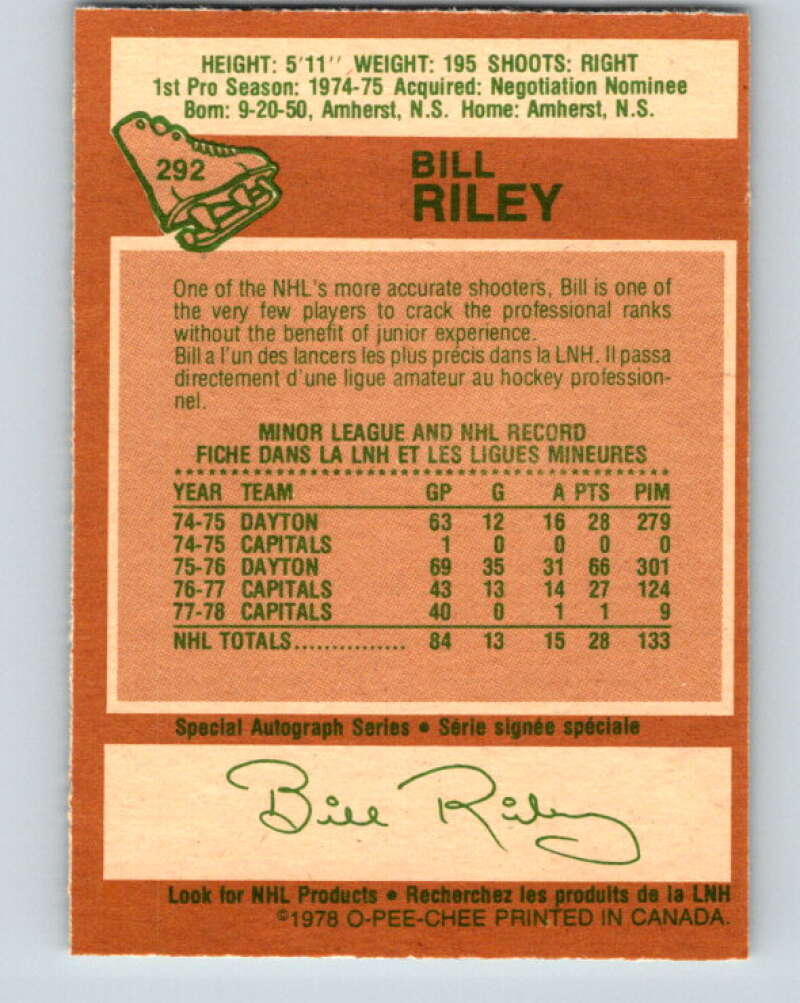 HEIGHT: 5'11'' WEIGHT: 195 SHOOTS: RIGHT
1st Pro Season: 1974-75 Acquired: Negotiation Nominee
Born: 9-20-50, Amherst, N.S. Home: Amherst, N.S.
292
BILL
RILEY
One of the NHL's more accurate shooters, Bill is one of
the very few players to crack the professional ranks
without the benefit of junior experience.
Bill a l'un des lancers les plus précis dans la LNH. Il passa
directement d'une ligue amateur au hockey profession-
nel.
MINOR LEAGUE AND NHL RECORD
FICHE DANS LA LNH ET LES LIGUES MINEURES
YEAR TEAM GP G A PTS PIM
74-75 DAYTON 63 12 16 28 279
74-75 CAPITALS 1 0 0 0 0
75-76 DAYTON 69 35 31 66 301
76-77 CAPITALS 43 13 14 27 124
77-78 CAPITALS 40 0 1 1 9
NHL TOTALS............... 84 13 15 28 133
Special Autograph Series • Série signée spéciale
Bill Riley
Look for NHL Products • Recherchez les produits de la LNH
©1978 O-PEE-CHEE PRINTED IN CANADA.